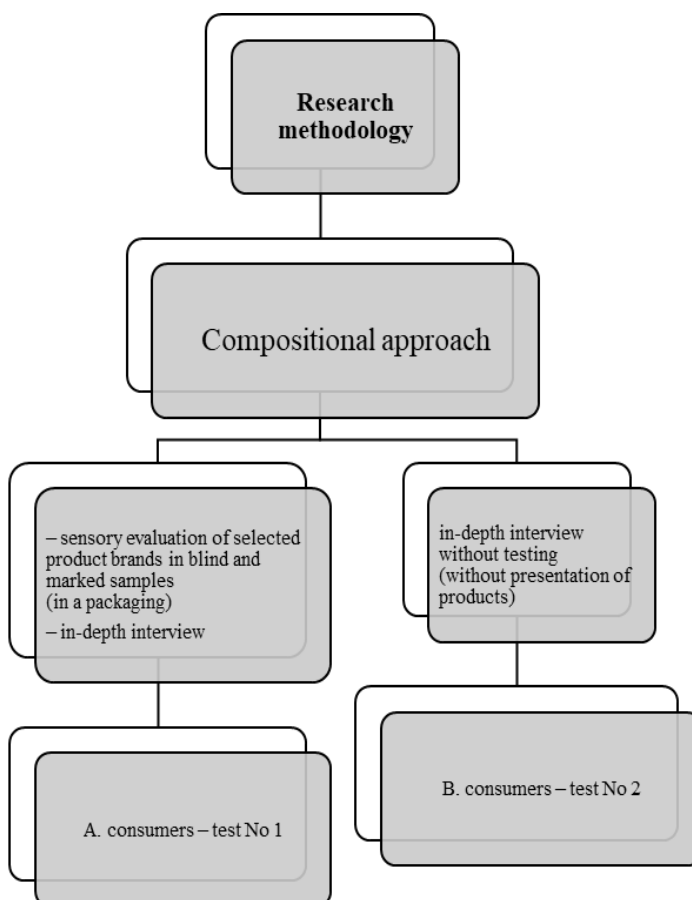 Research
methodology
Compositional approach
– sensory evaluation of selected
product brands in blind and
marked samples
(in a packaging)
– in-depth interview
in-depth interview
without testing
(without presentation of
products)
A. consumers – test No 1
B. consumers – test No 2